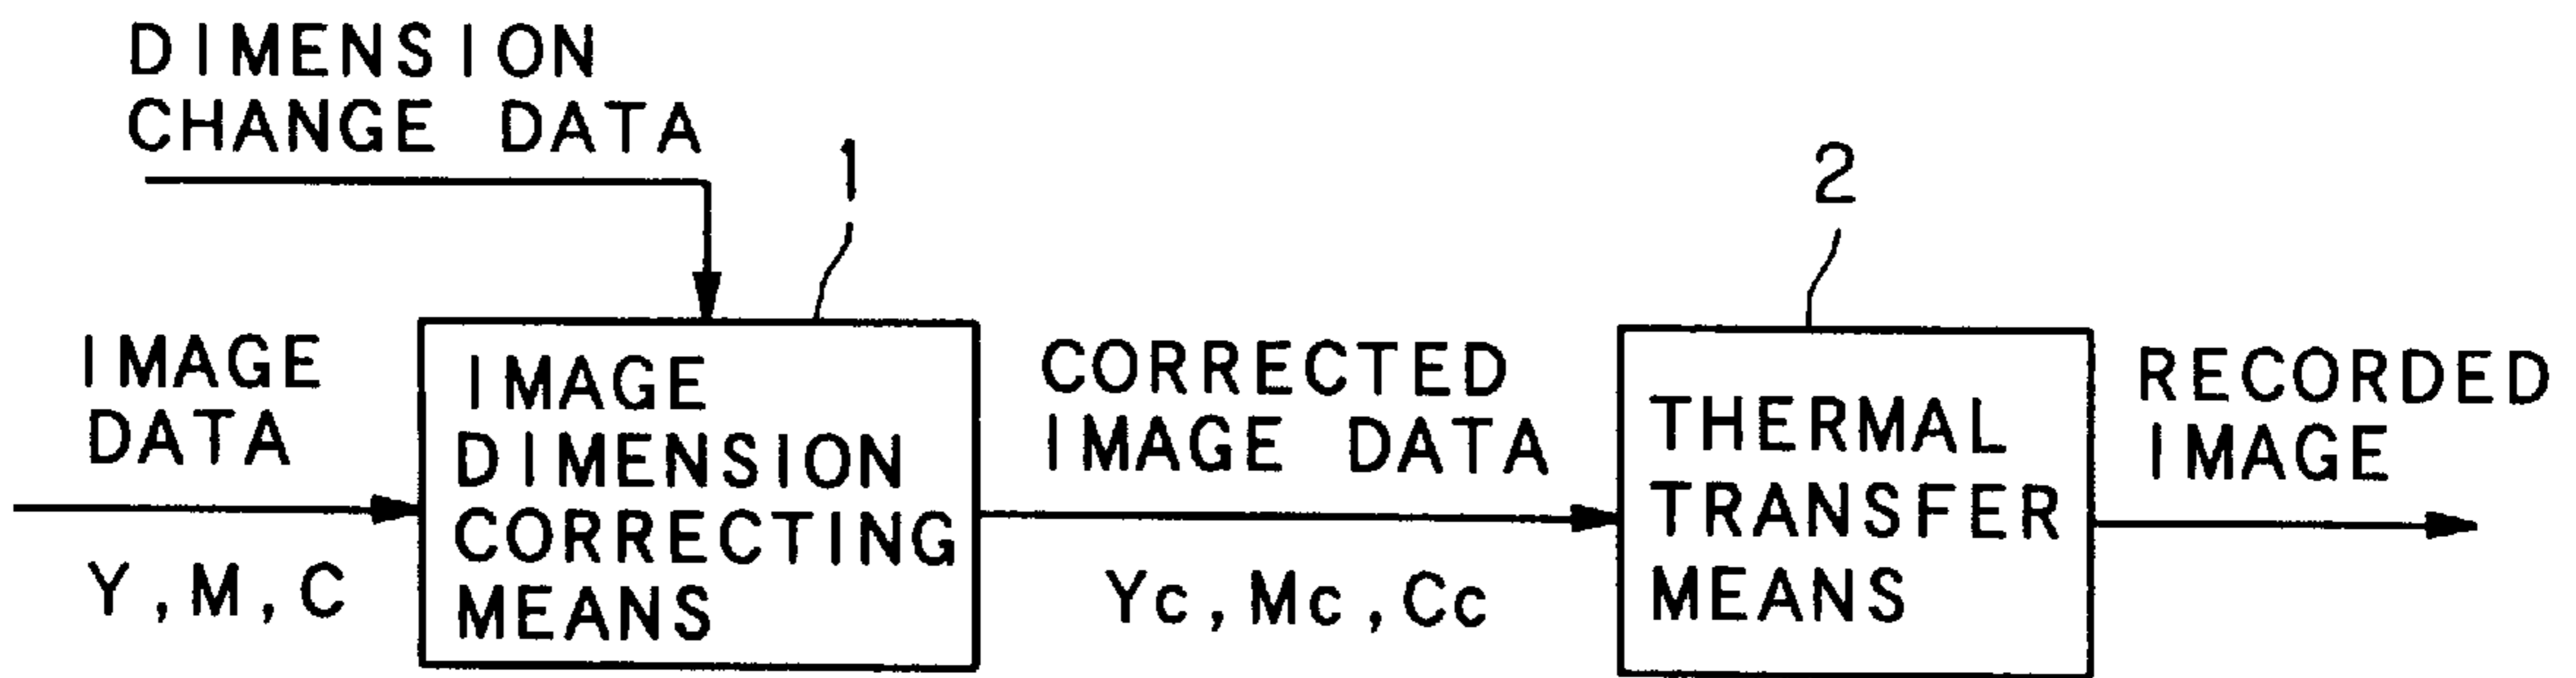 DIMENSION
CHANGE DATA
1
2
IMAGE
DATA
Y,M,C
IMAGE
DIMENSION
CORRECTING
MEANS
CORRECTED
IMAGE DATA
Yc,Mc,Cc
THERMAL
TRANSFER
MEANS
RECORDED
IMAGE